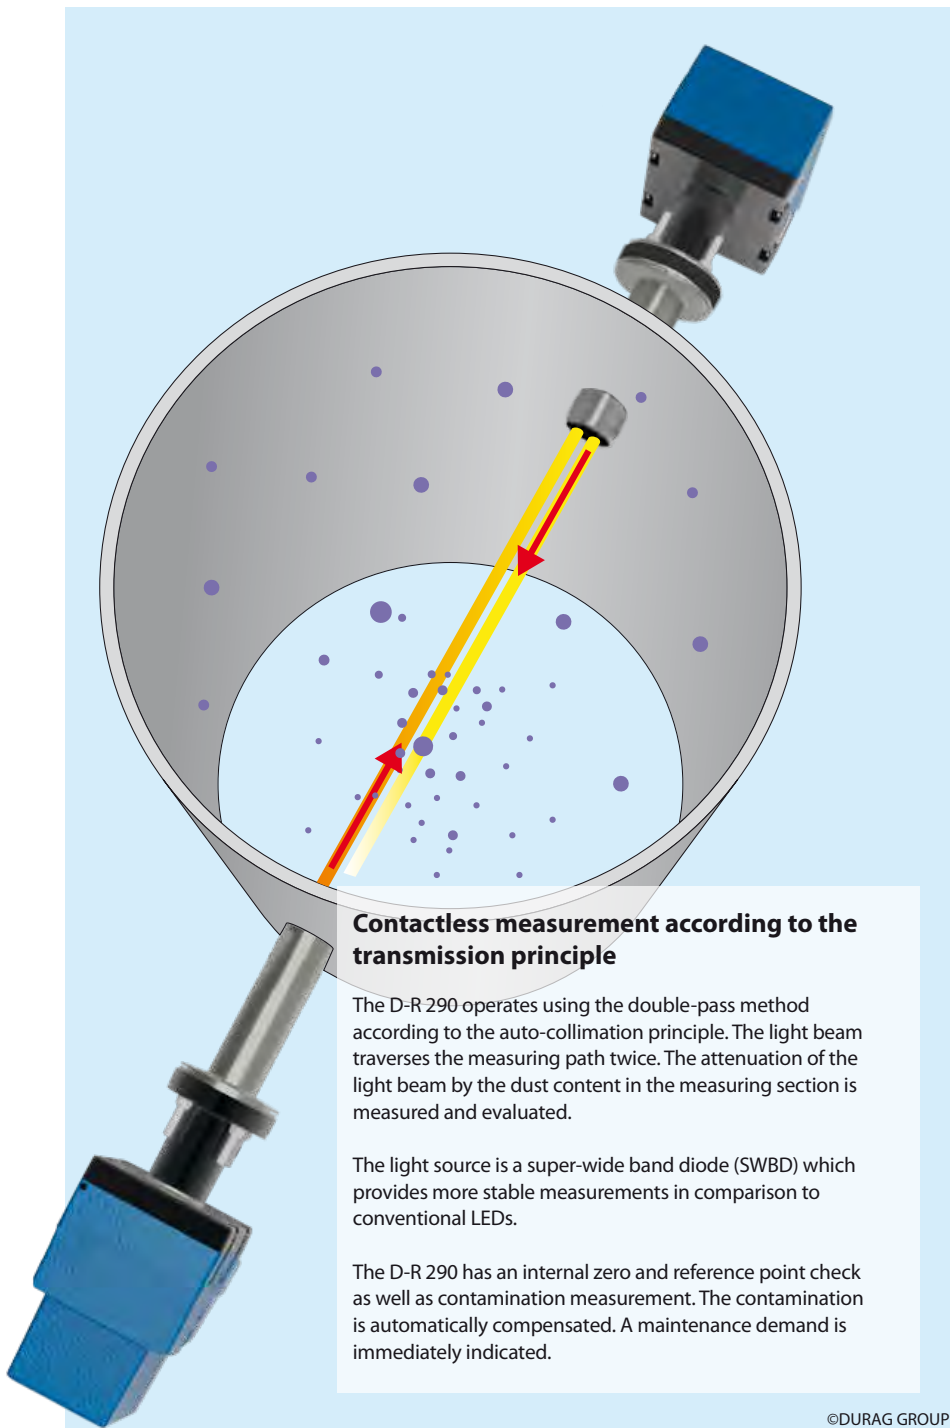 Contactless measurement according to the
transmission principle
The D-R 290 operates using the double-pass method
according to the auto-collimation principle. The light beam
traverses the measuring path twice. The attenuation of the
light beam by the dust content in the measuring section is
measured and evaluated.
The light source is a super-wide band diode (SWBD) which
provides more stable measurements in comparison to
conventional LEDs.
The D-R 290 has an internal zero and reference point check
as well as contamination measurement. The contamination
is automatically compensated. A maintenance demand is
immediately indicated.
©DURAG GROUP